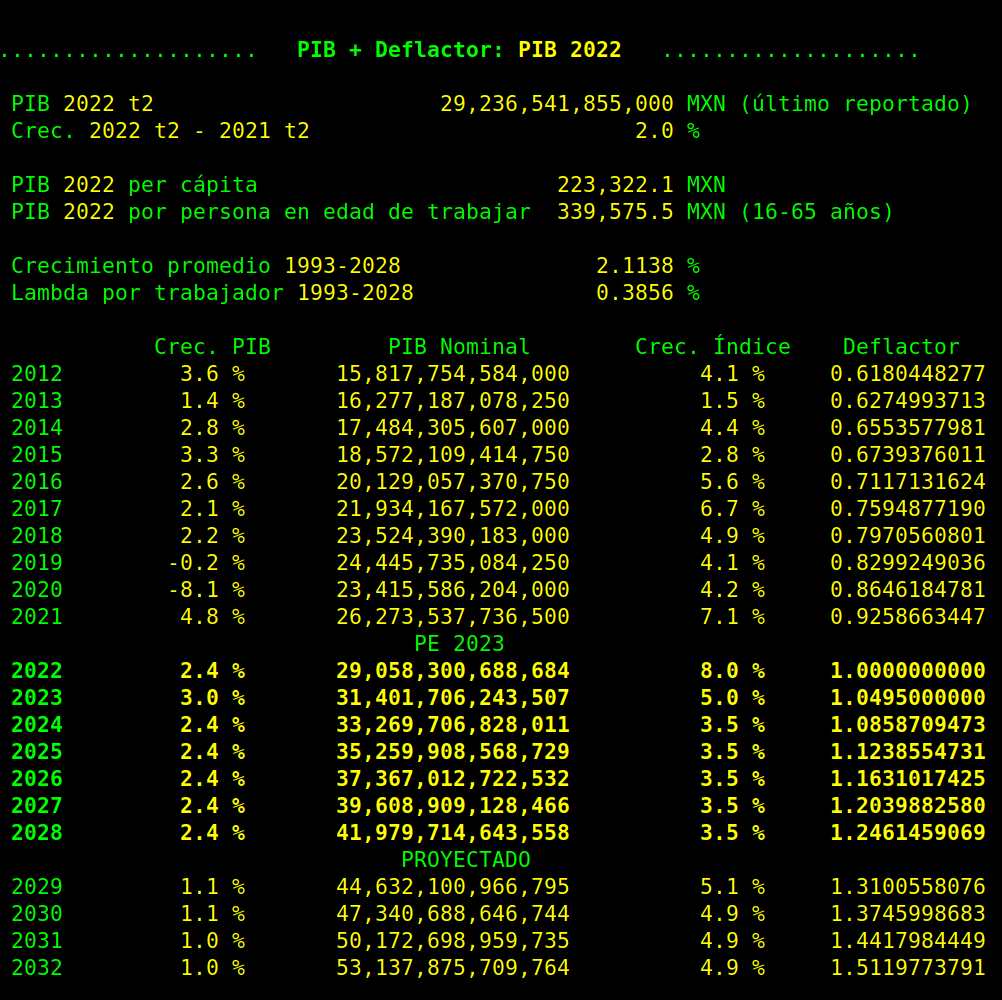 .................... PIB + Deflactor: PIB 2022 ....................
PIB 2022 t2 29,236,541,855,000 MXN (último reportado)
Crec. 2022 t2 - 2021 t2 2.0 %
PIB 2022 per cápita 223,322.1 MXN
PIB 2022 por persona en edad de trabajar 339,575.5 MXN (16-65 años)
Crecimiento promedio 1993-2028 2.1138 %
Lambda por trabajador 1993-2028 0.3856 %
Crec. PIB PIB Nominal Crec. Índice Deflactor
2012 3.6 % 15,817,754,584,000 4.1 % 0.6180448277
2013 1.4 % 16,277,187,078,250 1.5 % 0.6274993713
2014 2.8 % 17,484,305,607,000 4.4 % 0.6553577981
2015 3.3 % 18,572,109,414,750 2.8 % 0.6739376011
2016 2.6 % 20,129,057,370,750 5.6 % 0.7117131624
2017 2.1 % 21,934,167,572,000 6.7 % 0.7594877190
2018 2.2 % 23,524,390,183,000 4.9 % 0.7970560801
2019 -0.2 % 24,445,735,084,250 4.1 % 0.8299249036
2020 -8.1 % 23,415,586,204,000 4.2 % 0.8646184781
2021 4.8 % 26,273,537,736,500 7.1 % 0.9258663447
PE 2023
2022 2.4 % 29,058,300,688,684 8.0 % 1.0000000000
2023 3.0 % 31,401,706,243,507 5.0 % 1.0495000000
2024 2.4 % 33,269,706,828,011 3.5 % 1.0858709473
2025 2.4 % 35,259,908,568,729 3.5 % 1.1238554731
2026 2.4 % 37,367,012,722,532 3.5 % 1.1631017425
2027 2.4 % 39,608,909,128,466 3.5 % 1.2039882580
2028 2.4 % 41,979,714,643,558 3.5 % 1.2461459069
PROYECTADO
2029 1.1 % 44,632,100,966,795 5.1 % 1.3100558076
2030 1.1 % 47,340,688,646,744 4.9 % 1.3745998683
2031 1.0 % 50,172,698,959,735 4.9 % 1.4417984449
2032 1.0 % 53,137,875,709,764 4.9 % 1.5119773791